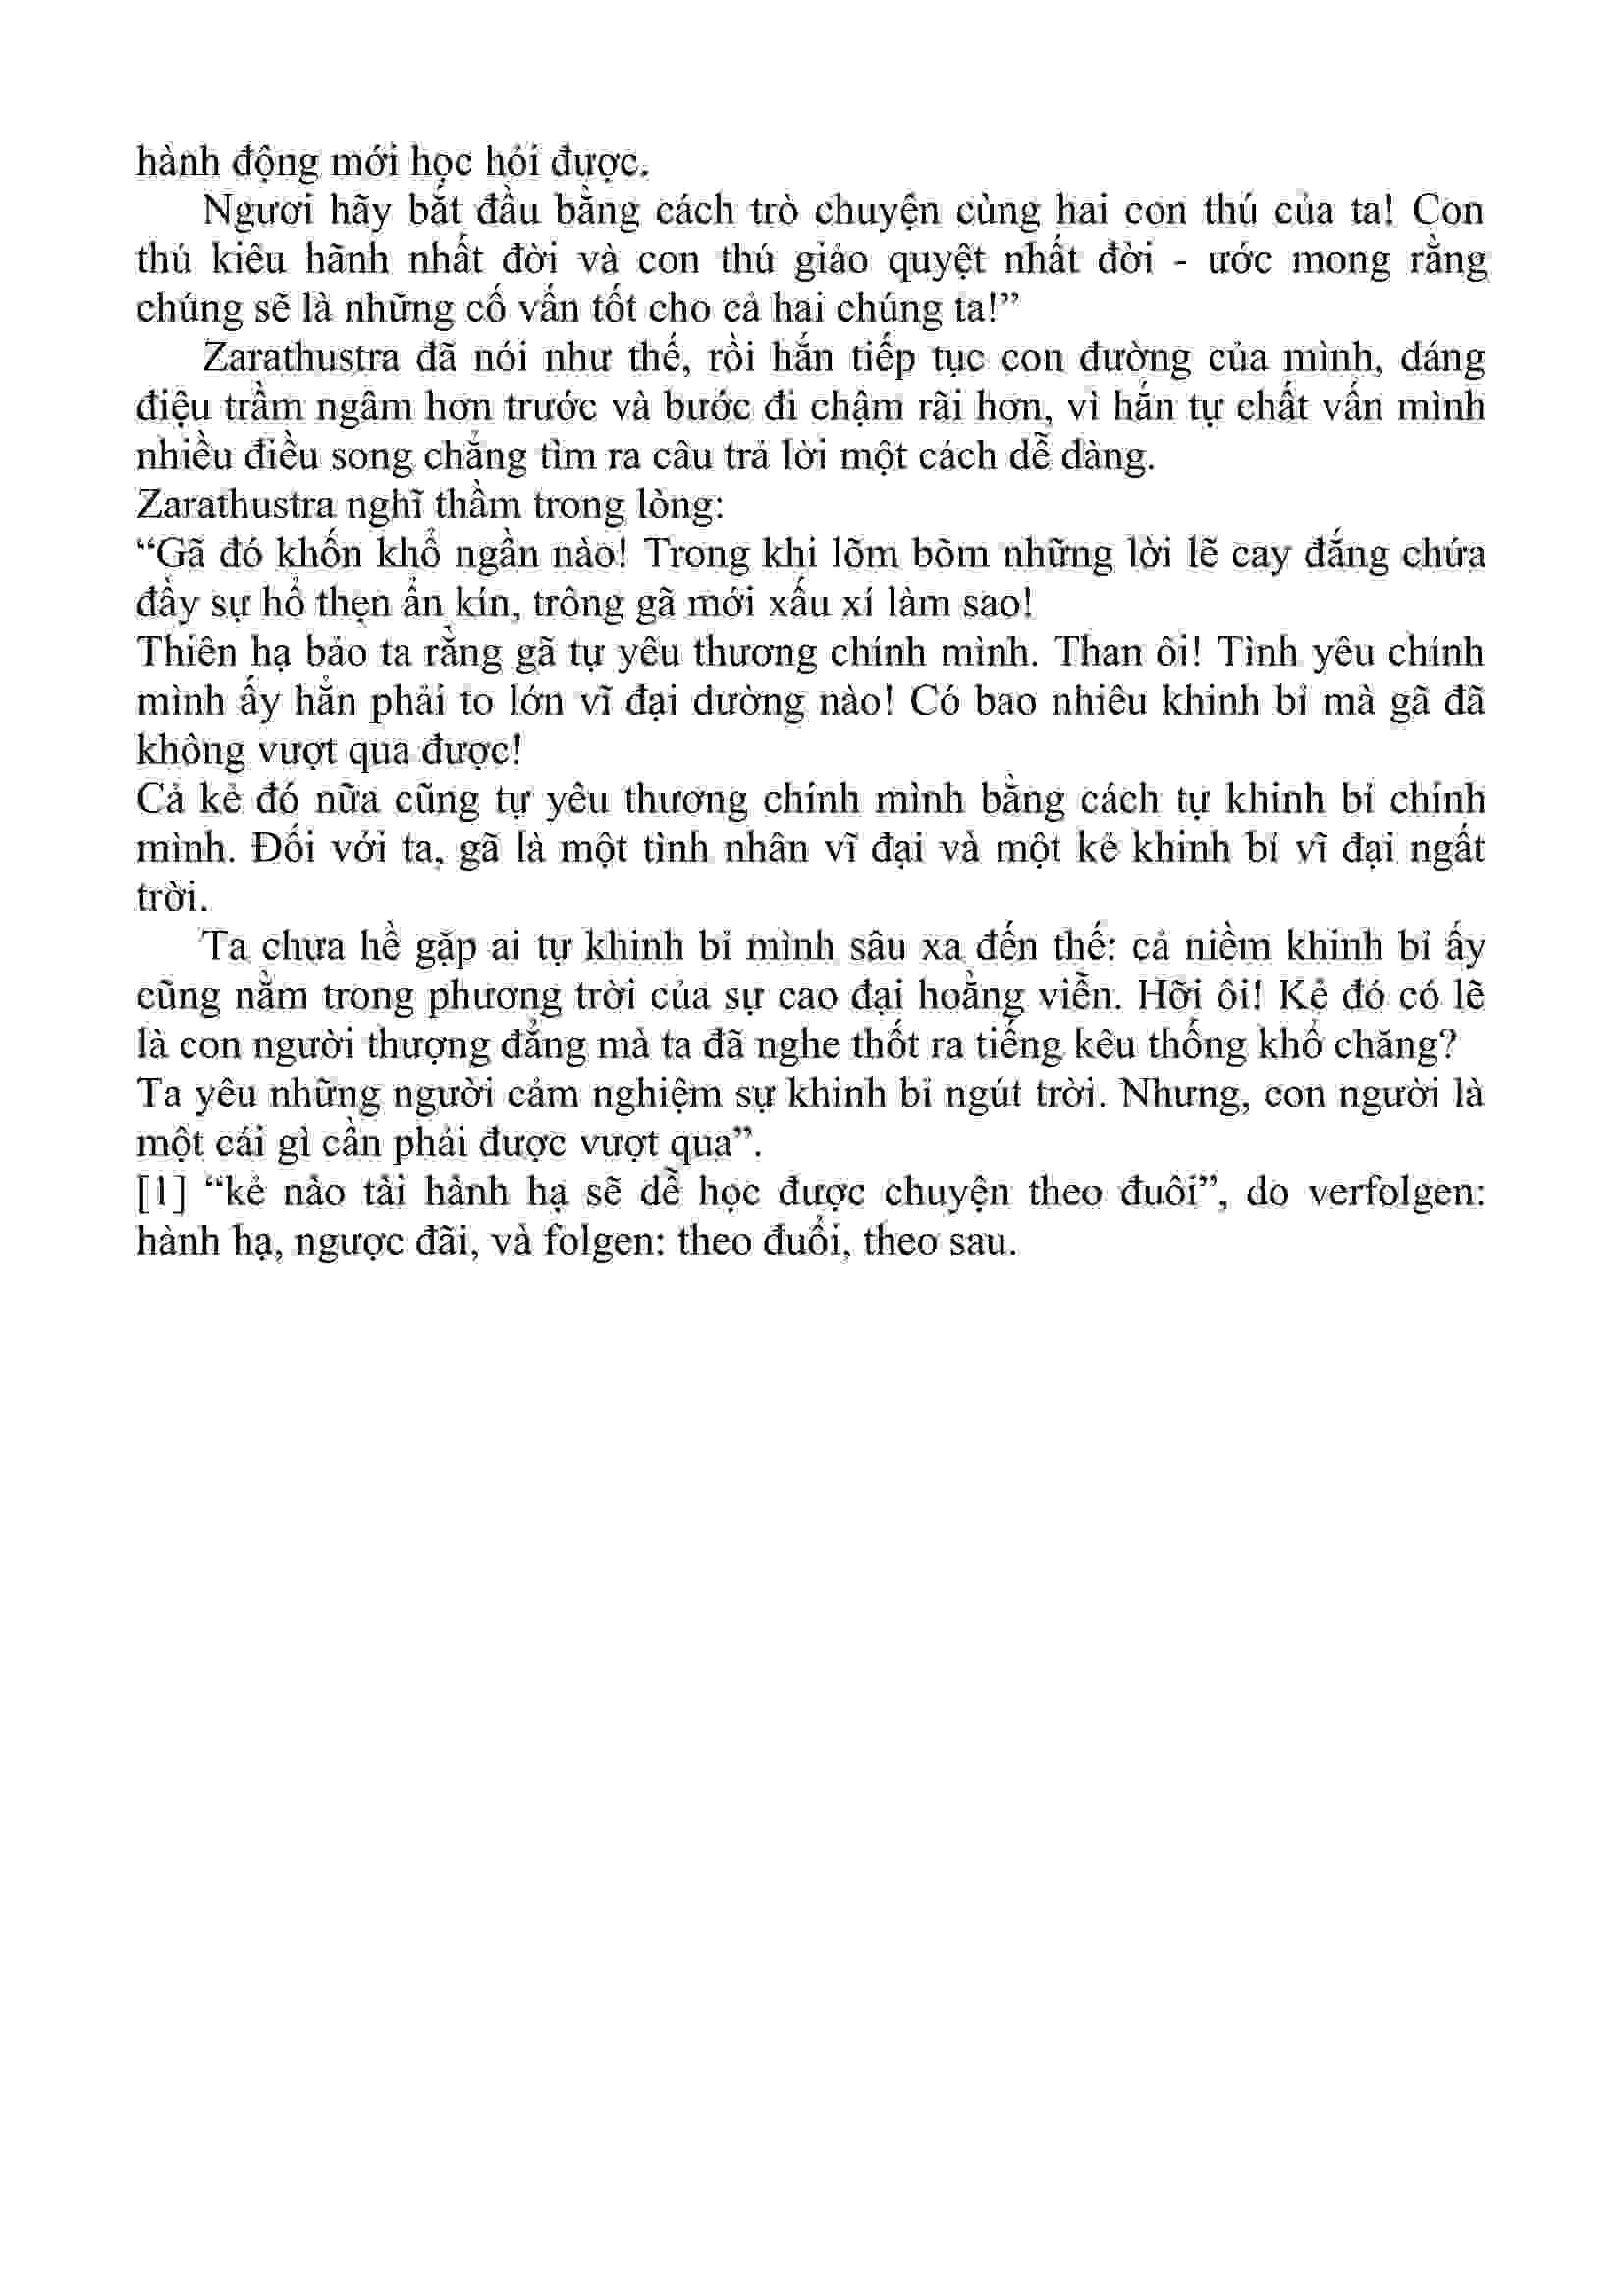 hành động mới học hỏi được.
Ngươi hãy bắt đầu bằng cách trò chuyện cùng hai con thú của ta! Con
thú kiêu hãnh nhất đời và con thú giảo quyệt nhất đời - ước mong rằng
chúng sẽ là những cố vấn tốt cho cả hai chúng ta!”
Zarathustra đã nói như thế, rồi hắn tiếp tục con đường của mình, dáng
điệu trầm ngâm hơn trước và bước đi chậm rãi hơn, vì hắn tự chất vấn mình
nhiều điều song chẳng tìm ra câu trả lời một cách dễ dàng.
Zarathustra nghĩ thầm trong lòng:
“Gã đó khốn khổ ngần nào! Trong khi lõm bõm những lời lẽ cay đắng chứa
đầy sự hổ thẹn ẩn kín, trông gã mới xấu xí làm sao!
Thiên hạ bảo ta rằng gã tự yêu thương chính mình. Than ôi! Tình yêu chính
mình ấy hẳn phải to lớn vĩ đại dường nào! Có bao nhiêu khinh bỉ mà gã đã
không vượt qua được!
Cả kẻ đó nữa cũng tự yêu thương chính mình bằng cách tự khinh bỉ chính
mình. Đối với ta, gã là một tình nhân vĩ đại và một kẻ khinh bỉ vĩ đại ngất
trời.
Ta chưa hề gặp ai tự khinh bỉ mình sâu xa đến thế: cả niềm khinh bỉ ấy
cũng nằm trong phương trời của sự cao đại hoằng viễn. Hỡi ôi! Kẻ đó có lẽ
là con người thượng đẳng mà ta đã nghe thốt ra tiếng kêu thống khổ chăng?
Ta yêu những người cảm nghiệm sự khinh bỉ ngút trời. Nhưng, con người là
một cái gì cần phải được vượt qua”.
[1] “kẻ nào tài hành hạ sẽ dễ học được chuyện theo đuôi”, do verfolgen:
hành hạ, ngược đãi, và folgen: theo đuổi, theo sau.